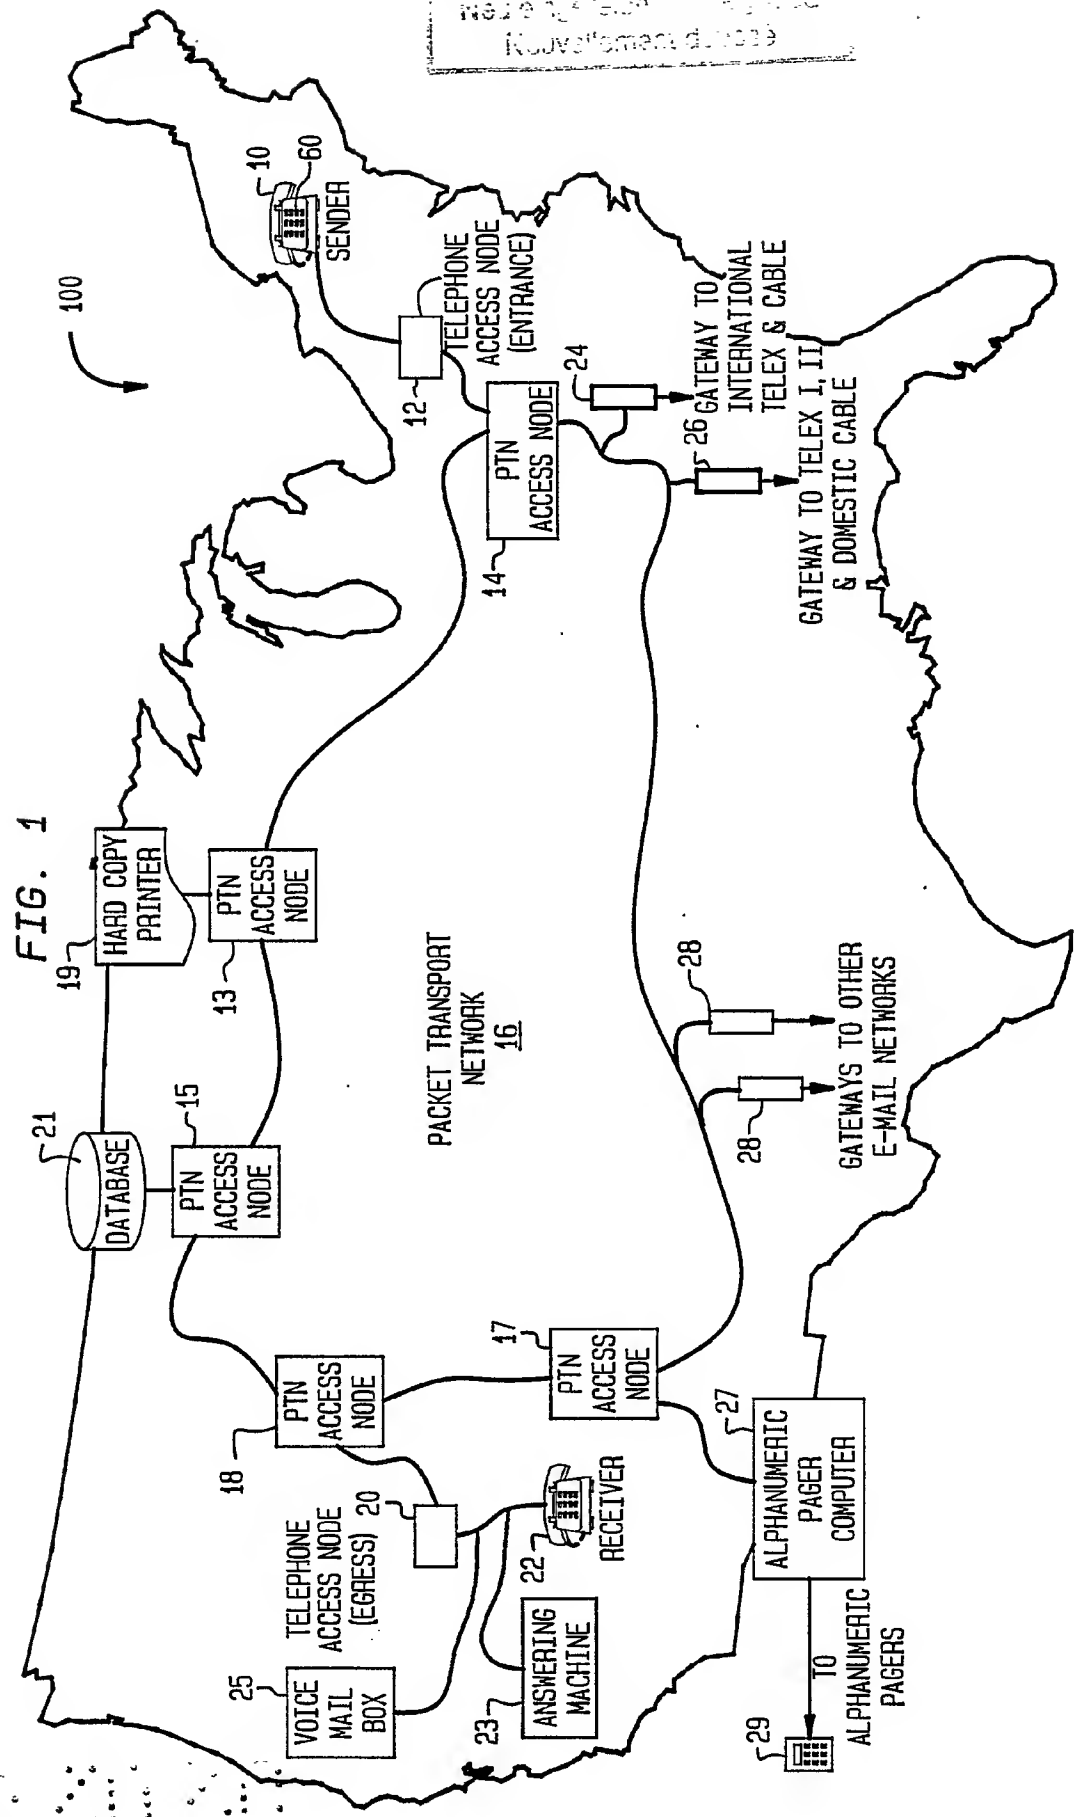 FIG. 1
100
10
60
SENDER
12
TELEPHONE
ACCESS NODE
(ENTRANCE)
14
PTN
ACCESS NODE
24
GATEWAY TO
INTERNATIONAL
TELEX & CABLE
26
GATEWAY TO TELEX I, II
& DOMESTIC CABLE
19
HARD COPY
PRINTER
13
PTN
ACCESS
NODE
21
DATABASE
15
PTN
ACCESS
NODE
PACKET TRANSPORT
NETWORK
16
28
28
GATEWAYS TO OTHER
E-MAIL NETWORKS
18
PTN
ACCESS
NODE
17
PTN
ACCESS
NODE
TELEPHONE
ACCESS NODE
(EGRESS)
20
22
RECEIVER
25
VOICE
MAIL
BOX
23
ANSWERING
MACHINE
27
ALPHANUMERIC
PAGER
COMPUTER
29
TO
ALPHANUMERIC
PAGERS